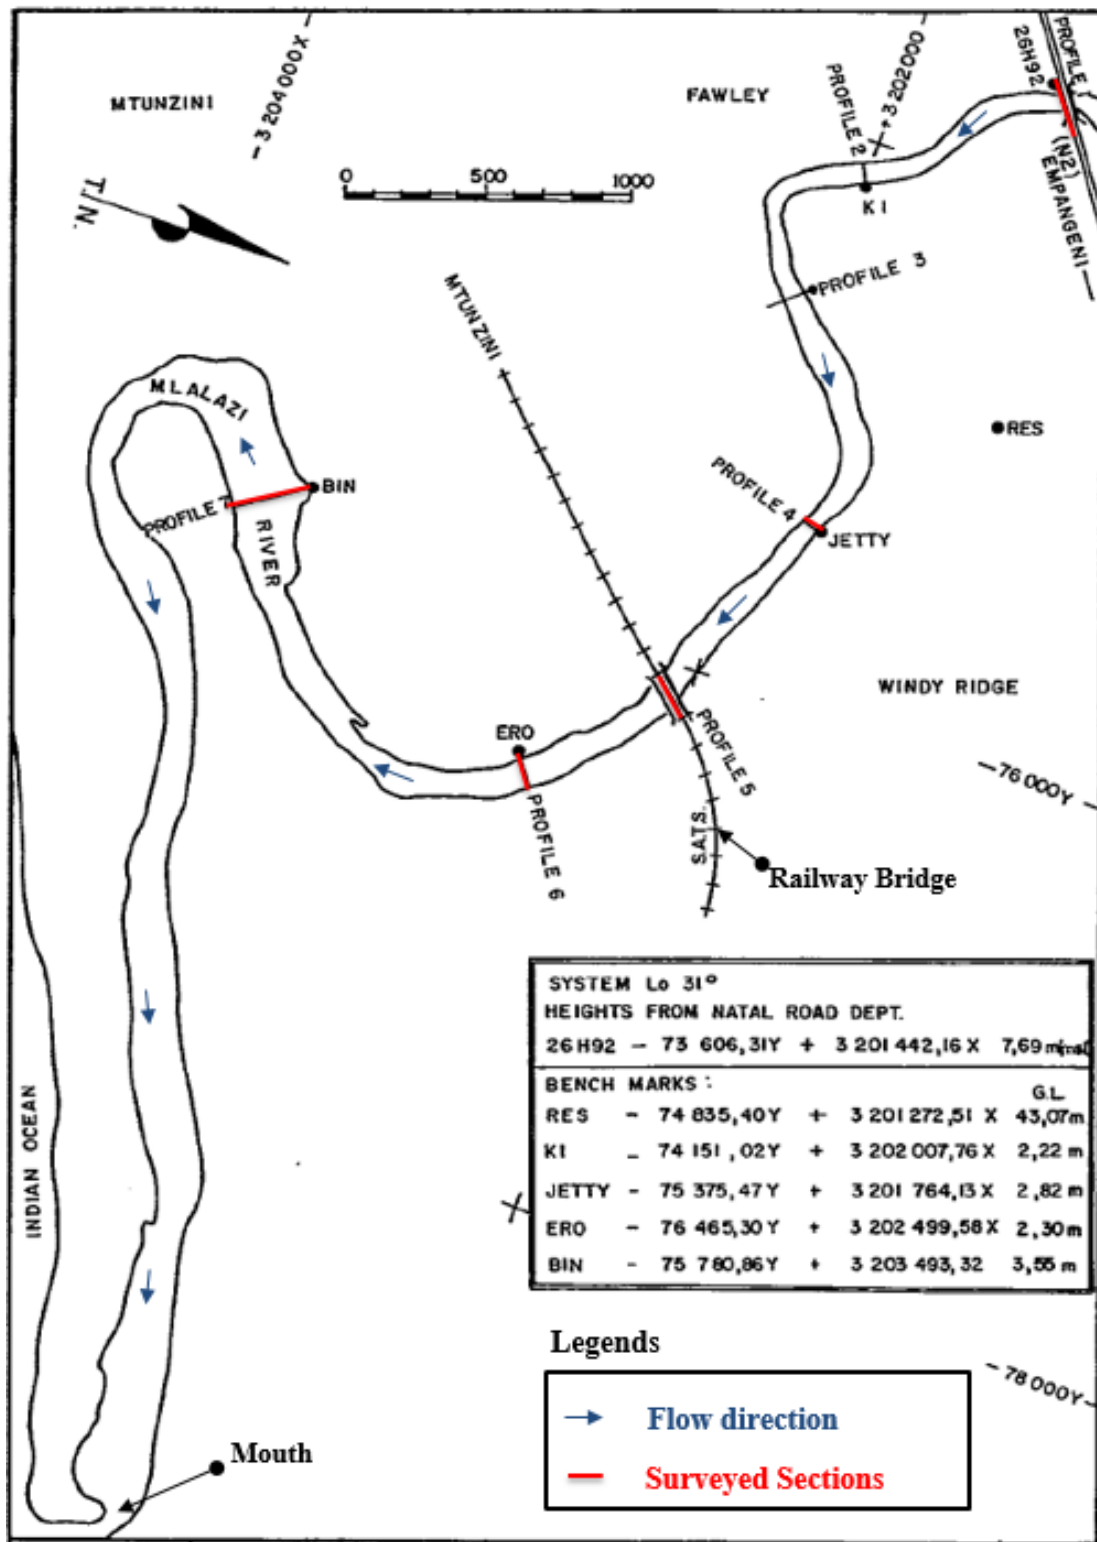 MTUNZINI
-3 204 000X
FAWLEY
PROFILE 2
+3 202000
26H92
PROFILE 1
(N2)
EMPANGENI
T.N.
0 500 1000
K1
PROFILE 3
MTUNZINI
MLALAZI
RES
BIN
PROFILE 7
RIVER
PROFILE 4
JETTY
WINDY RIDGE
ERO
PROFILE 5
-76 000Y
PROFILE 6
S.A.T.S.
Railway Bridge
SYSTEM Lo 31°
HEIGHTS FROM NATAL ROAD DEPT.
26H92 - 73 606,31Y + 3 201 442,16 X 7,69 m(msl)
BENCH MARKS : G.L.
RES - 74 835,40Y + 3 201 272,51 X 43,07m
K1 - 74 151,02Y + 3 202 007,76 X 2,22 m
JETTY - 75 375,47Y + 3 201 764,13 X 2,82 m
ERO - 76 465,30 Y + 3 202 499,58 X 2,30m
BIN - 75 780,86Y + 3 203 493,32 3,55 m
INDIAN OCEAN
Legends
-78 000Y-
Flow direction
Surveyed Sections
Mouth